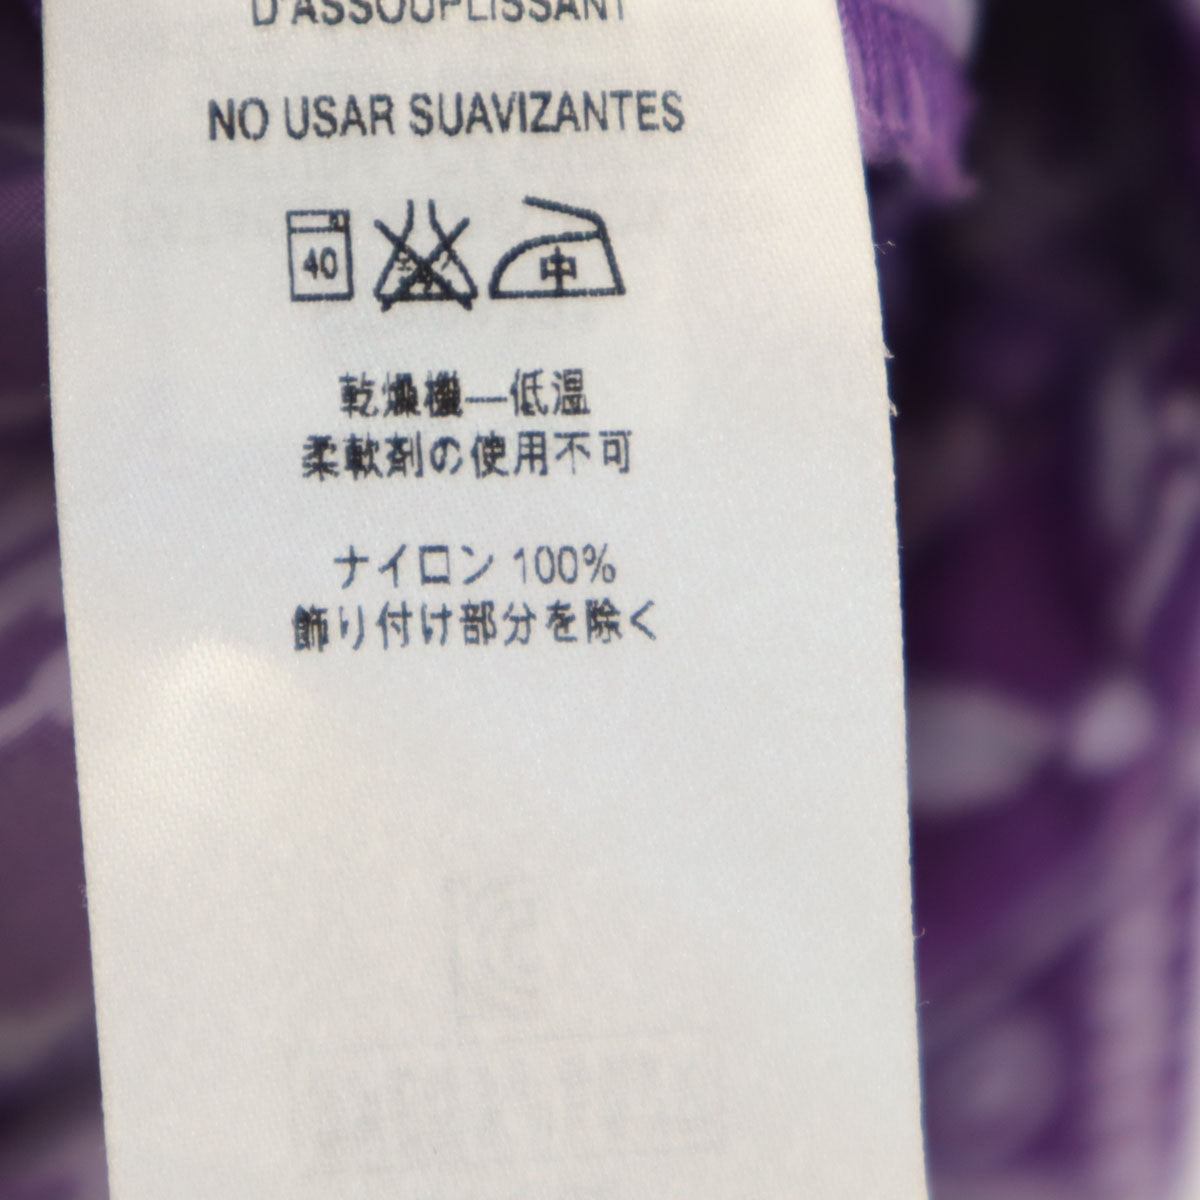 D'ASSOUPLISSANT
NO USAR SUAVIZANTES
40 中
乾燥機—低温
柔軟剤の使用不可
ナイロン 100%
飾り付け部分を除く